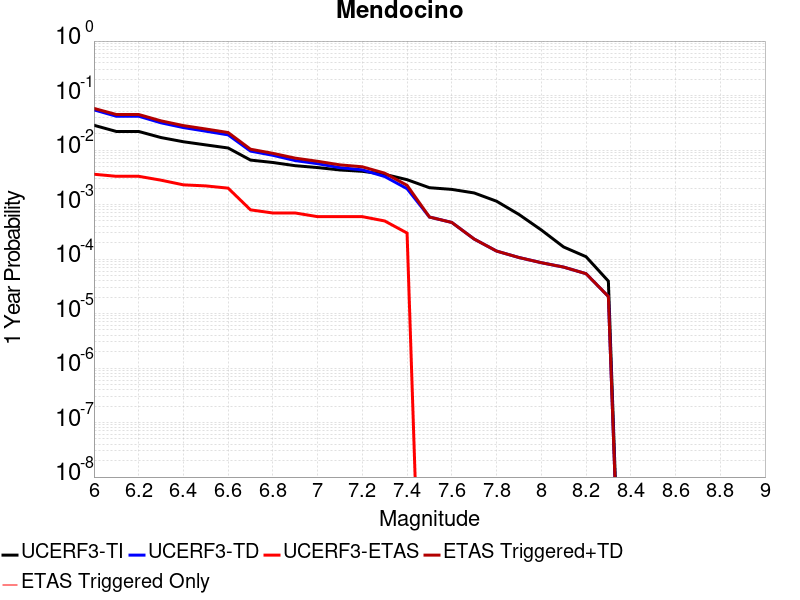 Mendocino
10^0
10^-1
10^-2
10^-3
10^-4
10^-5
10^-6
10^-7
10^-8
1 Year Probability
6 6.2 6.4 6.6 6.8 7 7.2 7.4 7.6 7.8 8 8.2 8.4 8.6 8.8 9
Magnitude
UCERF3-TI UCERF3-TD UCERF3-ETAS ETAS Triggered+TD
ETAS Triggered Only